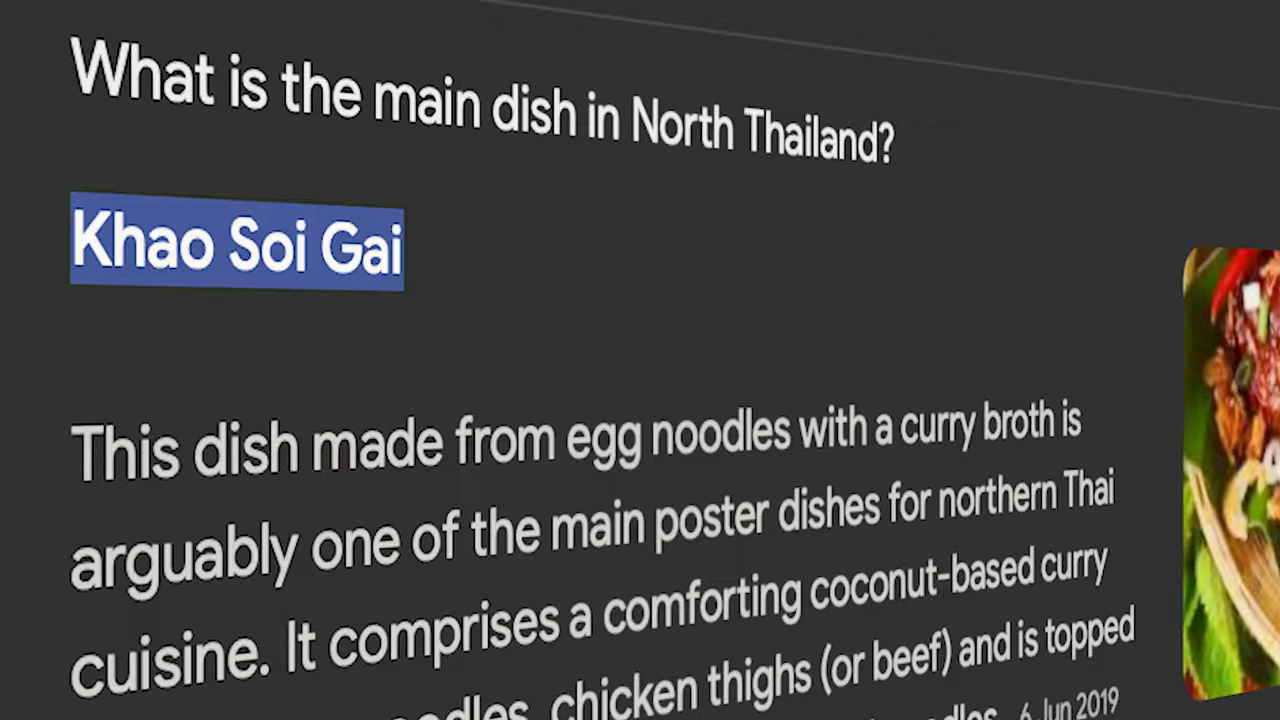 What is the main dish in North Thailand?
Khao Soi Gai
This dish made from egg noodles with a curry broth is
arguably one of the main poster dishes for northern Thai
cuisine. It comprises a comforting coconut-based curry
chicken thighs (or beef) and is topped
6 Jun 2019